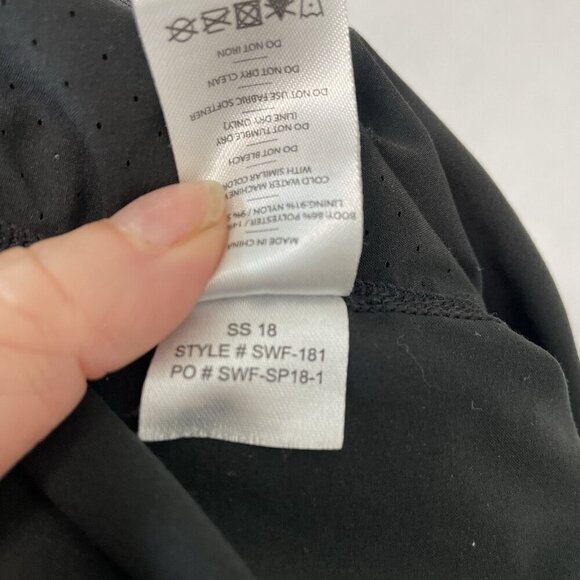 MADE IN CHINA
BODY:86% POLYESTER / 14%
LINING:91% NYLON / 9% S
COLD WATER MACHINE
WITH SIMILAR COLOR
DO NOT BLEACH
DO NOT TUMBLE DRY
(LINE DRY ONLY)
DO NOT USE FABRIC SOFTENER
DO NOT DRY CLEAN
DO NOT IRON
SS 18
STYLE # SWF-181
PO # SWF-SP18-1